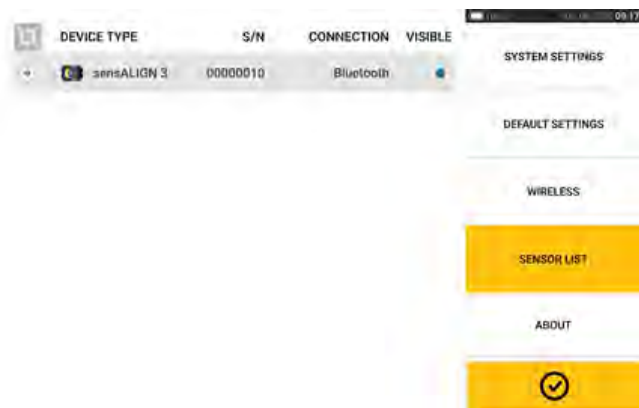 09:17
DEVICE TYPE S/N CONNECTION VISIBLE
sensALIGN 3 00000010 Bluetooth
SYSTEM SETTINGS
DEFAULT SETTINGS
WIRELESS
SENSOR LIST
ABOUT